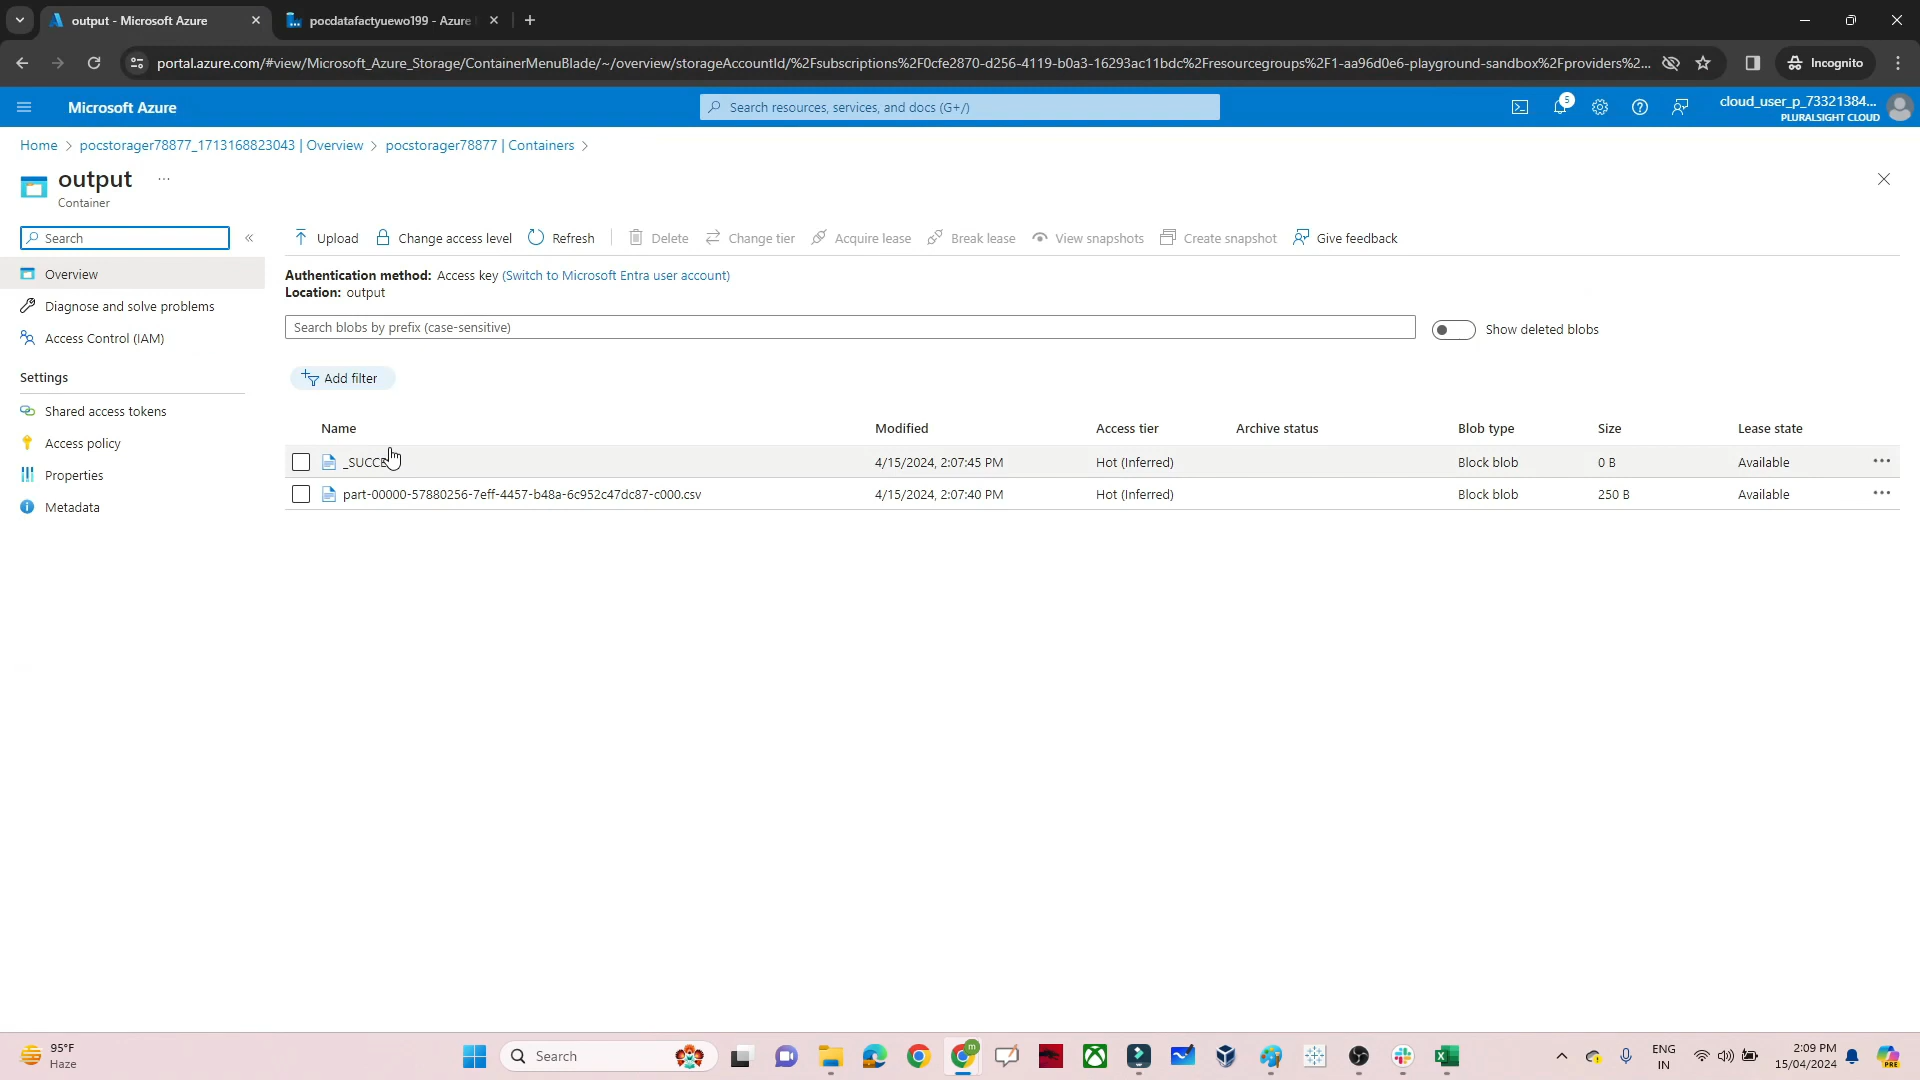 output - Microsoft Azure
pocdatafactyuewo199 - Azure
portal.azure.com/#view/Microsoft_Azure_Storage/ContainerMenuBlade/~/overview/storageAccountId/%2Fsubscriptions%2F0cfe2870-d256-4119-b0a3-16293ac11bdc%2Fresourcegroups%2F1-aa96d0e6-playground-sandbox%2Fproviders%2...
Incognito
Microsoft Azure
Search resources, services, and docs (G+/)
5
cloud_user_p_73321384...
PLURALSIGHT CLOUD
Home > pocstorager78877_1713168823043 | Overview > pocstorager78877 | Containers >
output ...
Container
Search
Overview
Diagnose and solve problems
Access Control (IAM)
Settings
Shared access tokens
Access policy
Properties
Metadata
Upload Change access level Refresh Delete Change tier Acquire lease Break lease View snapshots Create snapshot Give feedback
Authentication method: Access key (Switch to Microsoft Entra user account)
Location: output
Search blobs by prefix (case-sensitive)
Show deleted blobs
Add filter
Name Modified Access tier Archive status Blob type Size Lease state
_SUCCE 4/15/2024, 2:07:45 PM Hot (Inferred) Block blob 0 B Available ...
part-00000-57880256-7eff-4457-b48a-6c952c47dc87-c000.csv 4/15/2024, 2:07:40 PM Hot (Inferred) Block blob 250 B Available ...
95°F
Haze
Search
m
ENG
IN
2:09 PM
15/04/2024
PRE